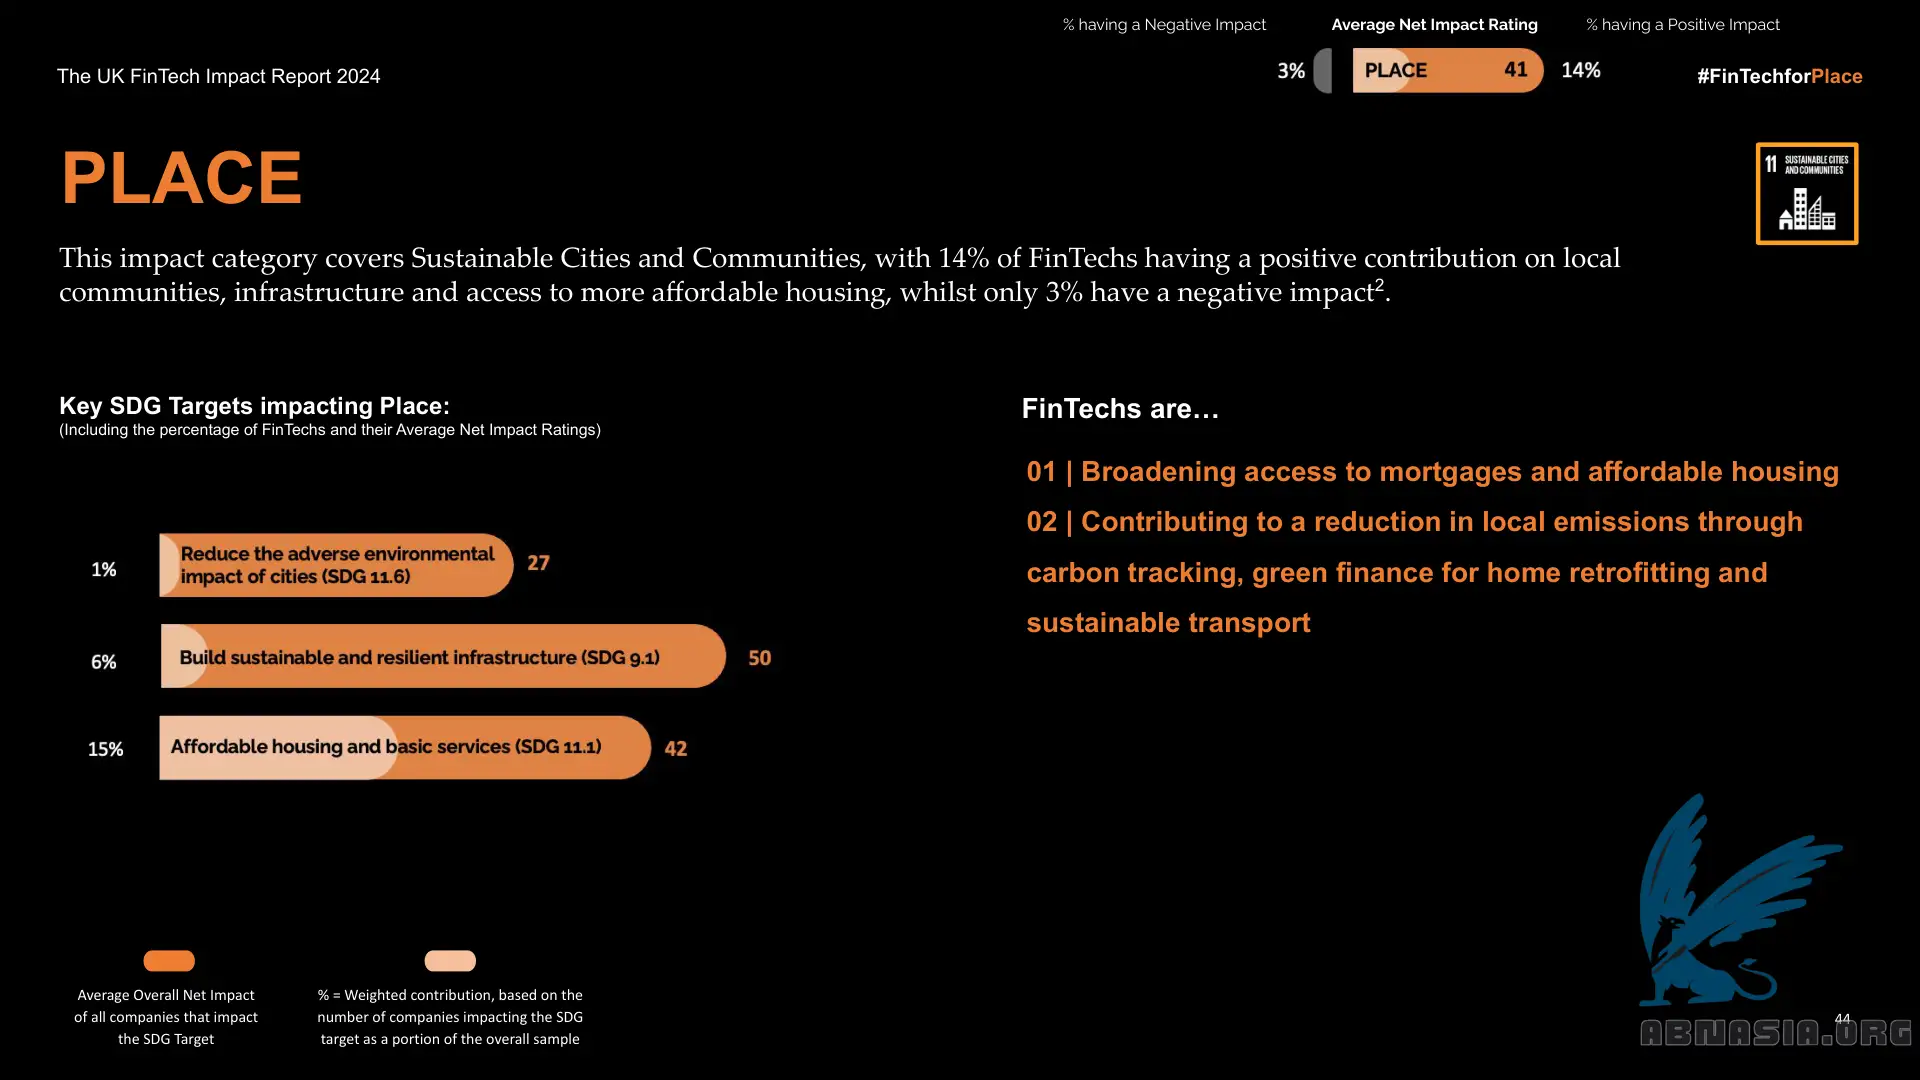 % having a Negative Impact
Average Net Impact Rating
% having a Positive Impact
The UK FinTech Impact Report 2024
3%
PLACE 41
14%
#FinTechforPlace
PLACE
11 SUSTAINABLE CITIES
AND COMMUNITIES
This impact category covers Sustainable Cities and Communities, with 14% of FinTechs having a positive contribution on local
communities, infrastructure and access to more affordable housing, whilst only 3% have a negative impact².
Key SDG Targets impacting Place:
(Including the percentage of FinTechs and their Average Net Impact Ratings)
1%
Reduce the adverse environmental
impact of cities (SDG 11.6)
27
6%
Build sustainable and resilient infrastructure (SDG 9.1)
50
15%
Affordable housing and basic services (SDG 11.1)
42
FinTechs are…
01 | Broadening access to mortgages and affordable housing
02 | Contributing to a reduction in local emissions through
carbon tracking, green finance for home retrofitting and
sustainable transport
Average Overall Net Impact
of all companies that impact
the SDG Target
% = Weighted contribution, based on the
number of companies impacting the SDG
target as a portion of the overall sample
44
ABNASIA.ORG